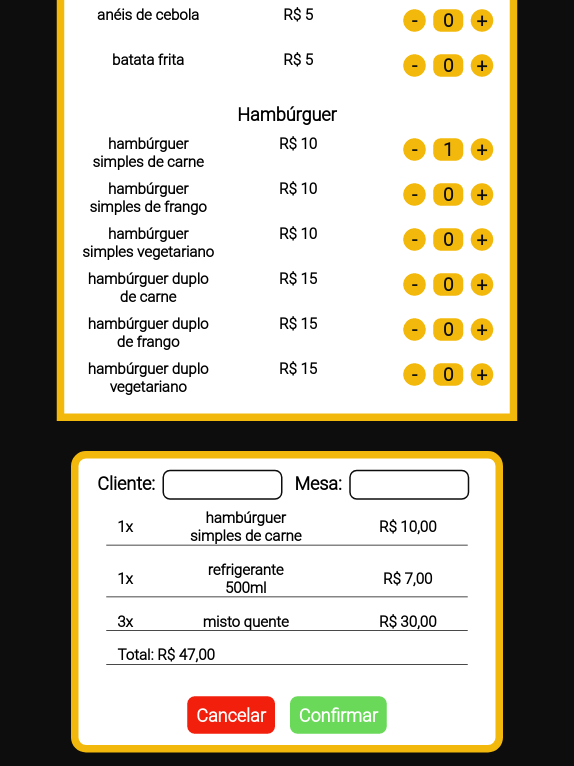 anéis de cebola R$ 5 - 0 +
batata frita R$ 5 - 0 +
Hambúrguer
hambúrguer
simples de carne R$ 10 - 1 +
hambúrguer
simples de frango R$ 10 - 0 +
hambúrguer
simples vegetariano R$ 10 - 0 +
hambúrguer duplo
de carne R$ 15 - 0 +
hambúrguer duplo
de frango R$ 15 - 0 +
hambúrguer duplo
vegetariano R$ 15 - 0 +
Cliente: Mesa:
1x hambúrguer
simples de carne R$ 10,00
1x refrigerante
500ml R$ 7,00
3x misto quente R$ 30,00
Total: R$ 47,00
Cancelar Confirmar